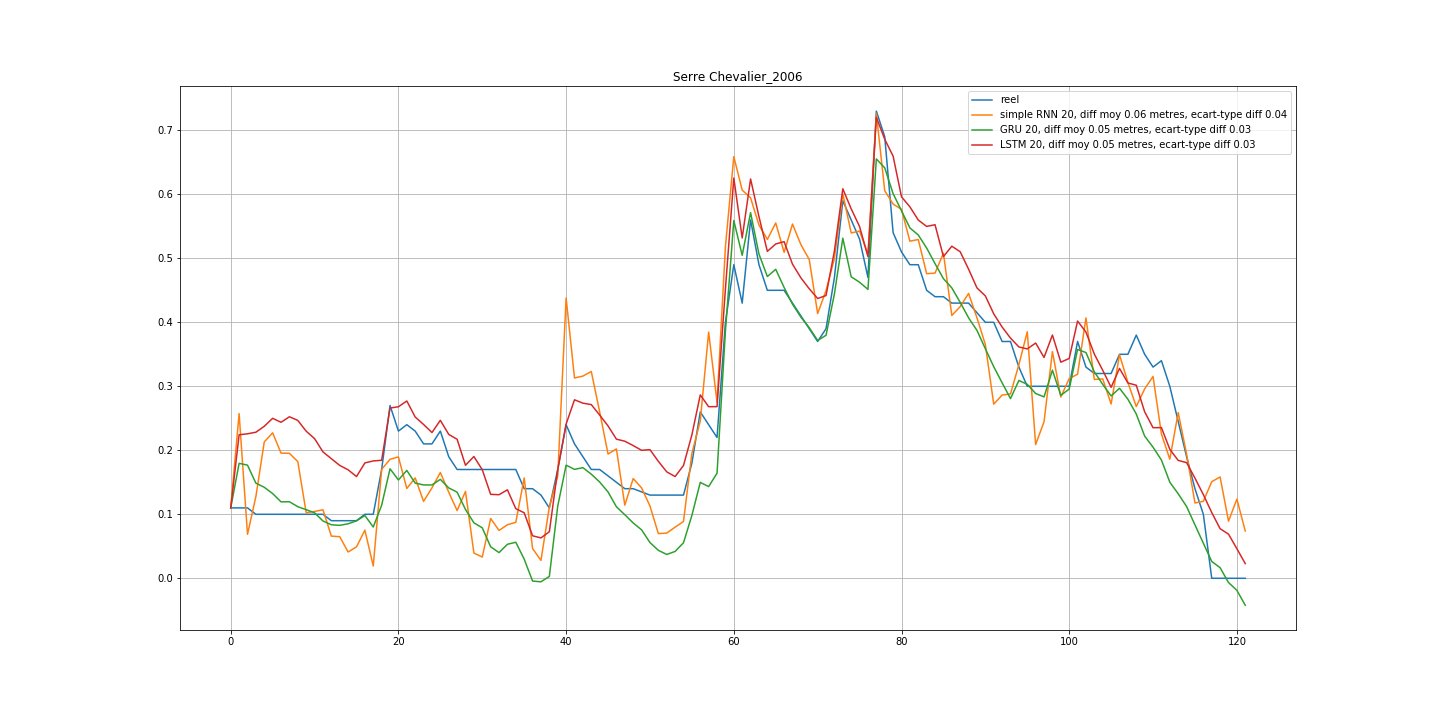 Serre Chevalier_2006
reel
simple RNN 20, diff moy 0.06 metres, ecart-type diff 0.04
GRU 20, diff moy 0.05 metres, ecart-type diff 0.03
LSTM 20, diff moy 0.05 metres, ecart-type diff 0.03
0.7
0.6
0.5
0.4
0.3
0.2
0.1
0.0
0 20 40 60 80 100 120